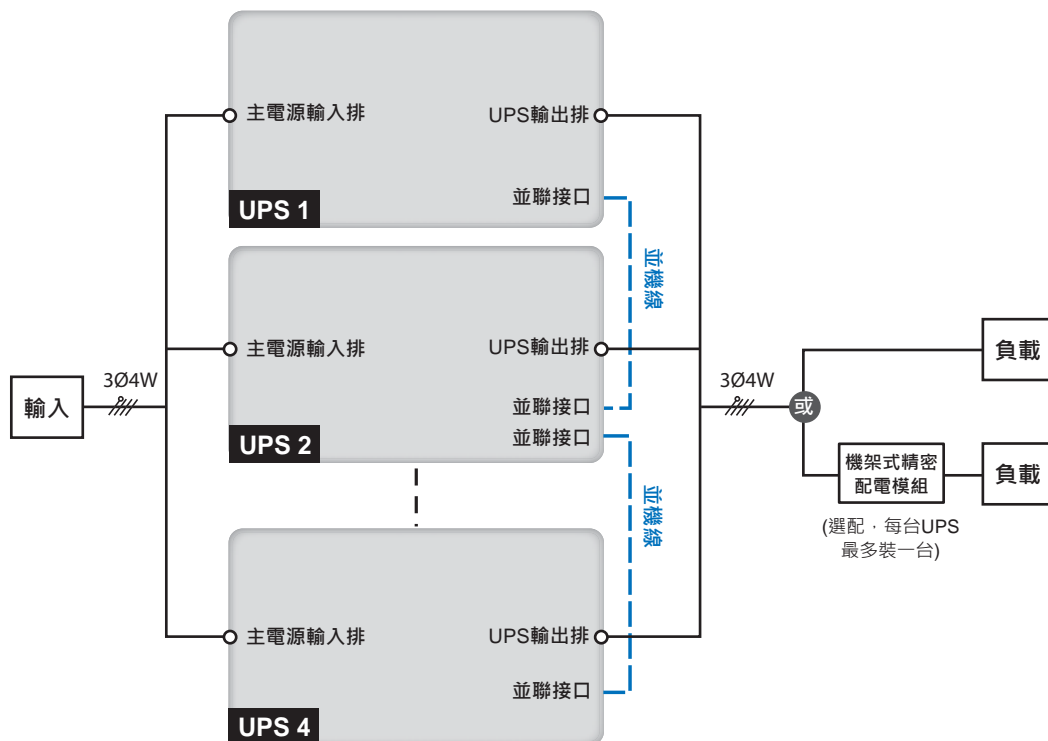 主電源輸入排
UPS輸出排
並聯接口
UPS 1
並機線
主電源輸入排
UPS輸出排
並聯接口
並聯接口
UPS 2
輸入
3Ø4W
3Ø4W
或
負載
機架式精密
配電模組
負載
(選配，每台UPS
最多裝一台)
並機線
主電源輸入排
UPS輸出排
並聯接口
UPS 4